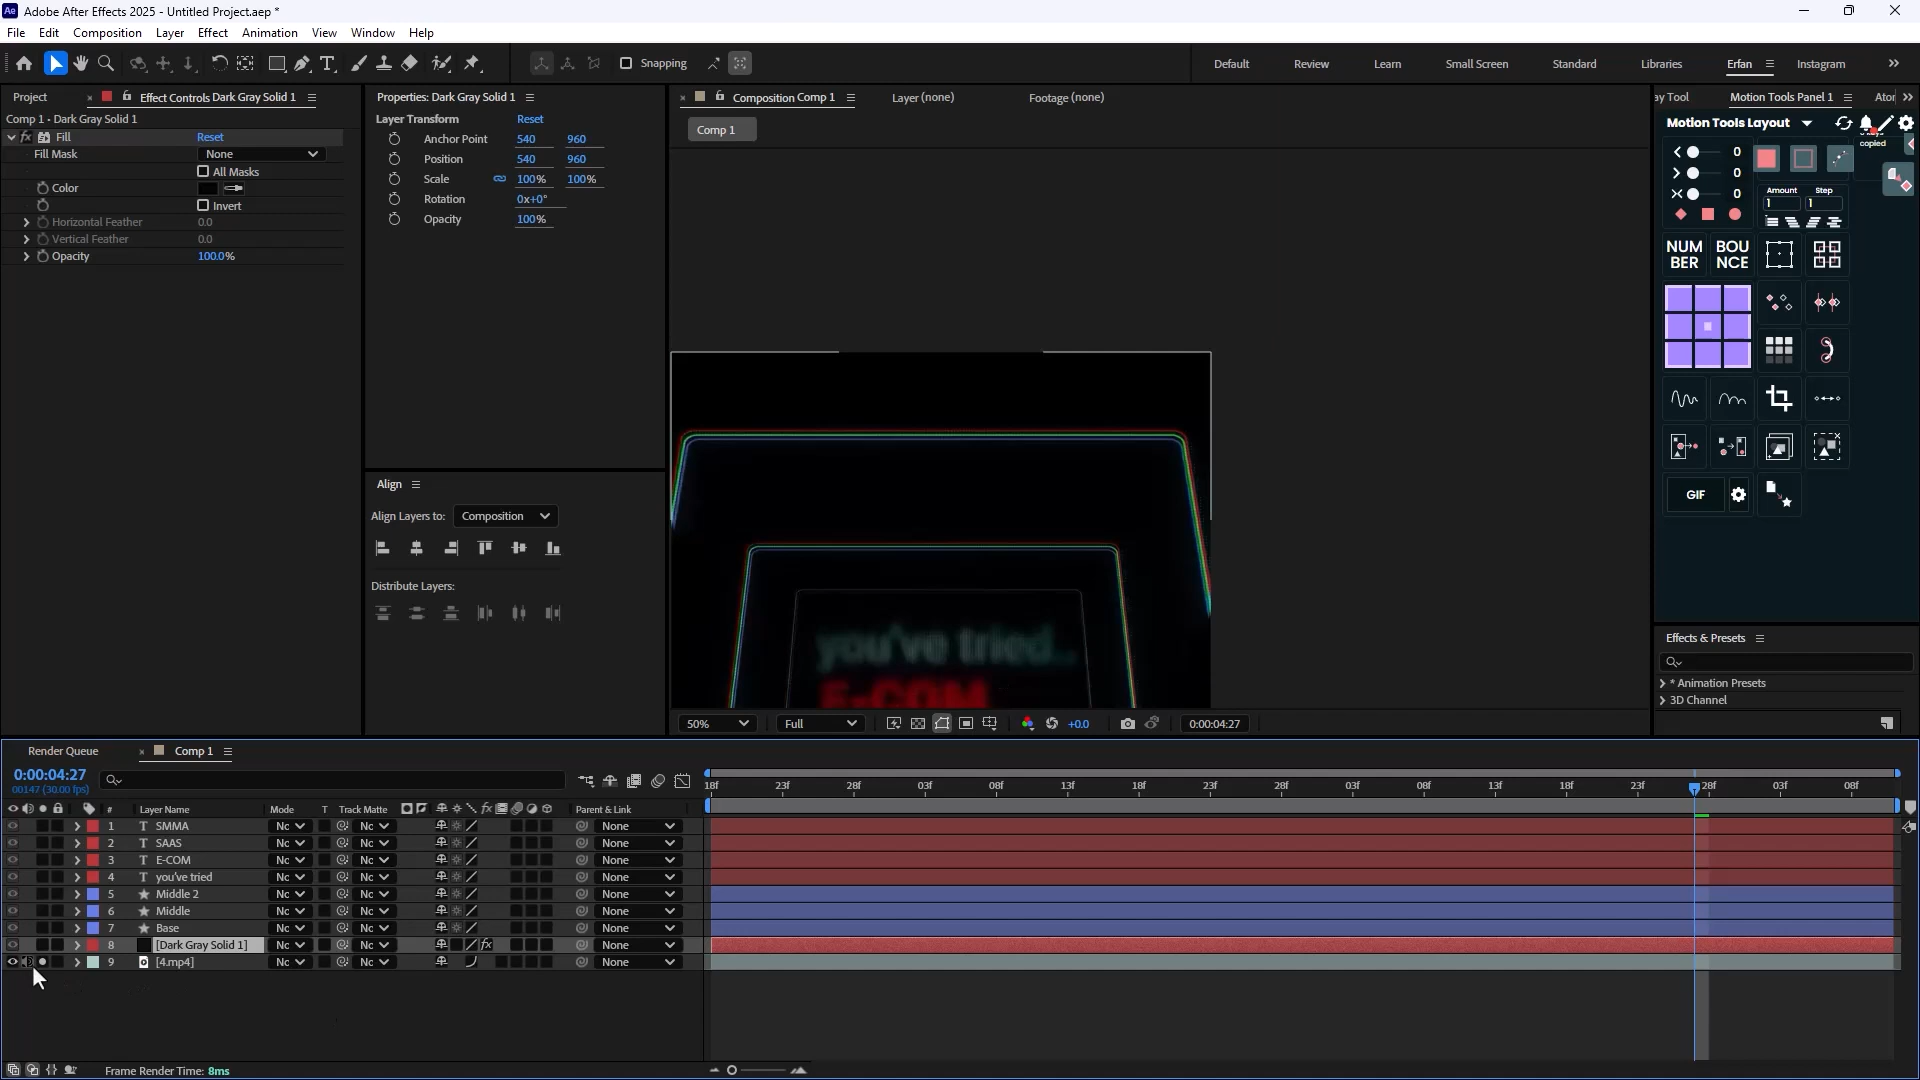 Ae Adobe After Effects 2025 - Untitled Project.aep *
File Edit Composition Layer Effect Animation View Window Help
Snapping Default Review Learn Small Screen Standard Libraries Erfan Instagram
Project Effect Controls Dark Gray Solid 1
Comp 1 - Dark Gray Solid 1
fx Fill Reset
Fill Mask None
All Masks
Color
Invert
Horizontal Feather 0.0
Vertical Feather 0.0
Opacity 100.0%
Properties: Dark Gray Solid 1
Layer Transform Reset
Anchor Point 540 960
Position 540 960
Scale 100% 100%
Rotation 0x+0°
Opacity 100%
Align
Align Layers to: Composition
Distribute Layers:
Composition Comp 1 Layer (none) Footage (none)
Comp 1
you've tried...
E-COM
50% Full +0.0 0:00:04:27
ay Tool Motion Tools Panel 1 Ator
Motion Tools Layout
copied
0
0
0
Amount Step
1 1
NUM
BER
BOU
NCE
GIF
Effects & Presets
* Animation Presets
3D Channel
Render Queue Comp 1
0:00:04:27
00147 (30.00 fps)
# Layer Name Mode T Track Matte fx Parent & Link
18f 23f 28f 03f 08f 13f 18f 23f 28f 03f 08f 13f 18f 23f 28f 03f 08f
1 T SMMA Nc Nc None
2 T SAAS Nc Nc None
3 T E-COM Nc Nc None
4 T you've tried Nc Nc None
5 Middle 2 Nc Nc None
6 Middle Nc Nc None
7 Base Nc Nc None
8 [Dark Gray Solid 1] Nc Nc fx None
9 [4.mp4] Nc Nc None
Frame Render Time: 8ms